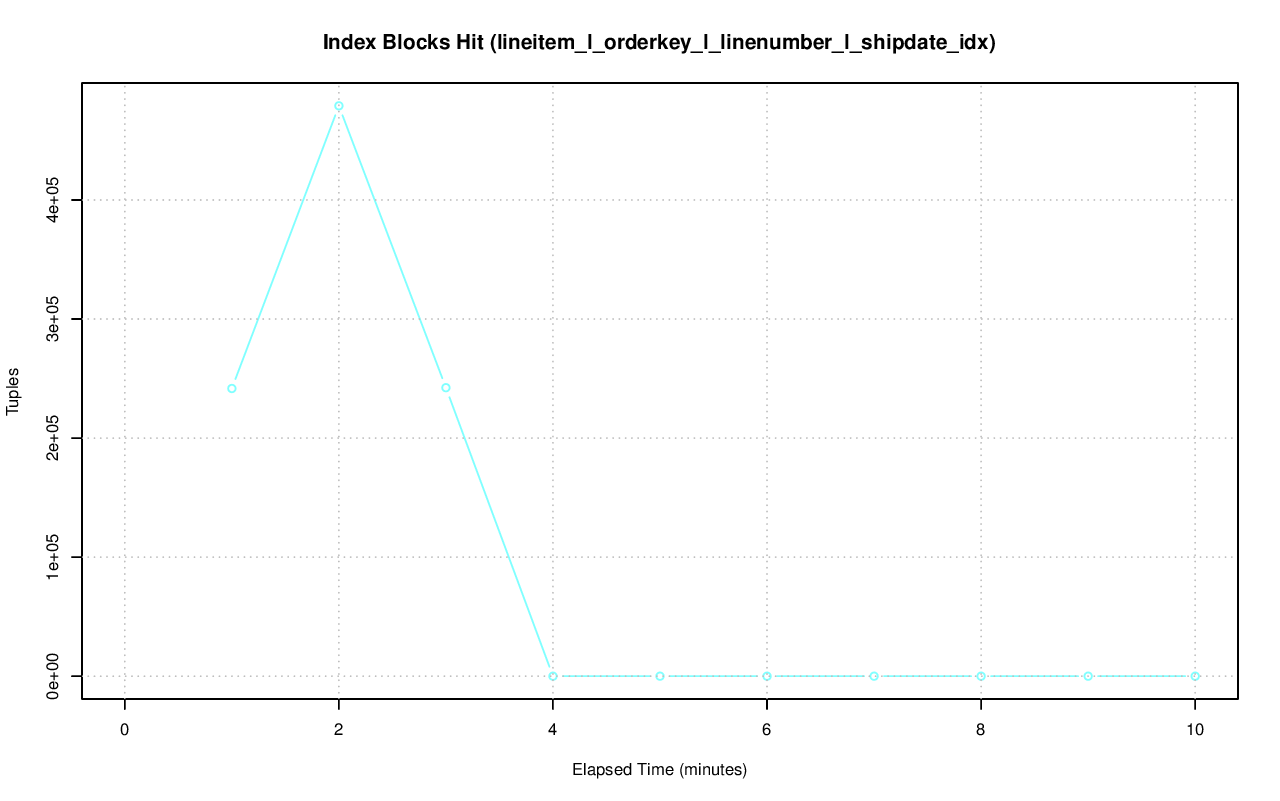 Index Blocks Hit (lineitem_l_orderkey_l_linenumber_l_shipdate_idx)
Tuples
4e+05
3e+05
2e+05
1e+05
0e+00
0 2 4 6 8 10
Elapsed Time (minutes)